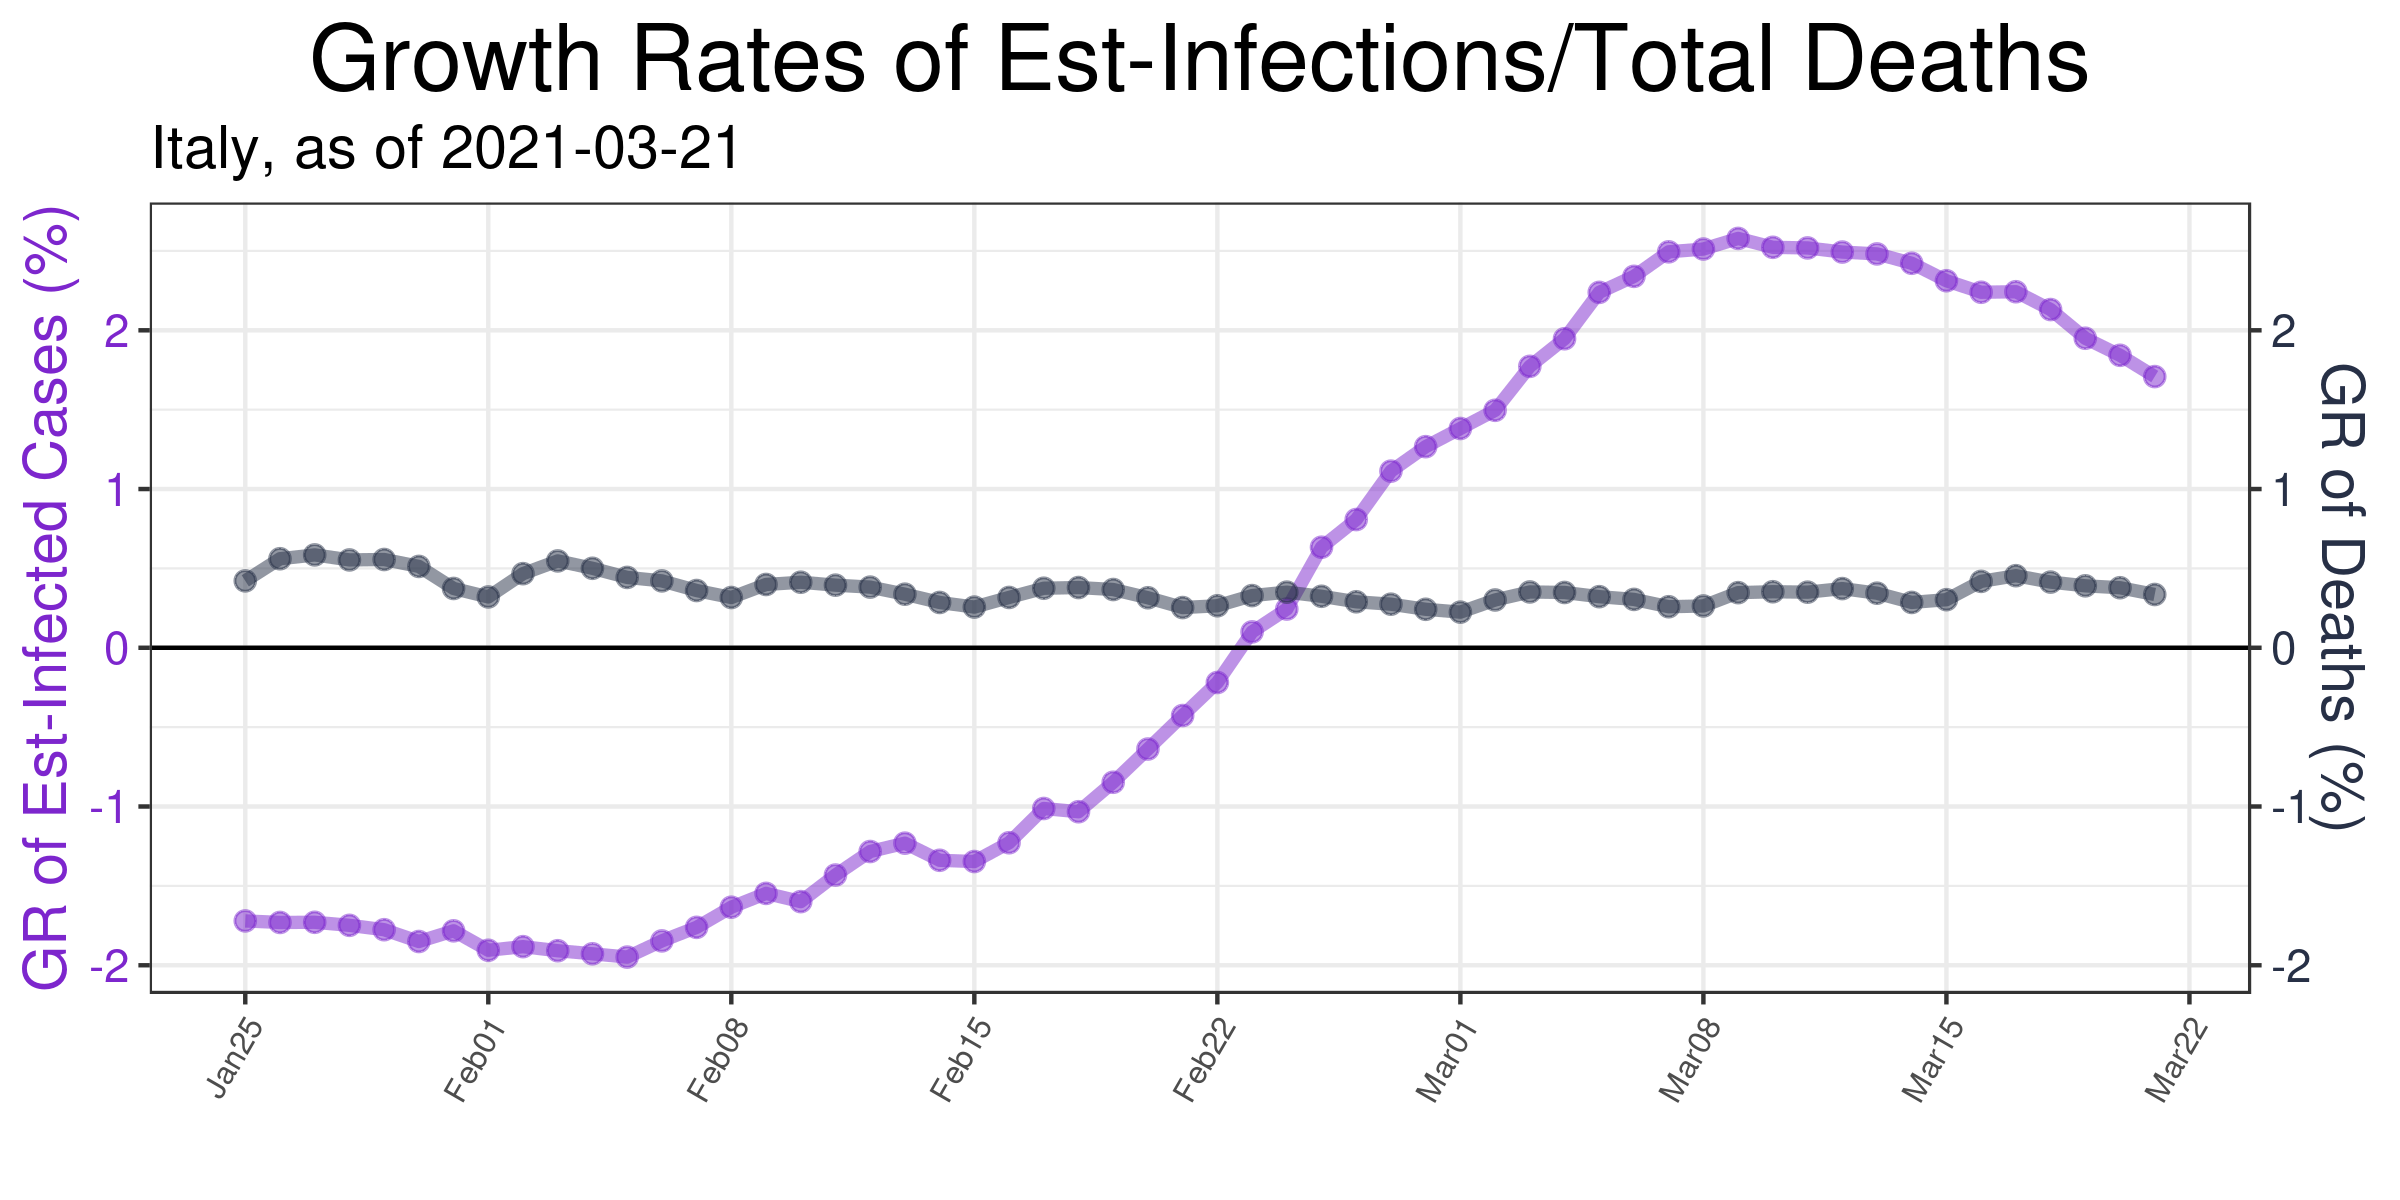 Growth Rates of Est-Infections/Total Deaths
Italy, as of 2021-03-21
GR of Est-Infected Cases (%)
2
1
0
-1
-2
2
1
0
-1
-2
GR of Deaths (%)
Jan25
Feb01
Feb08
Feb15
Feb22
Mar01
Mar08
Mar15
Mar22